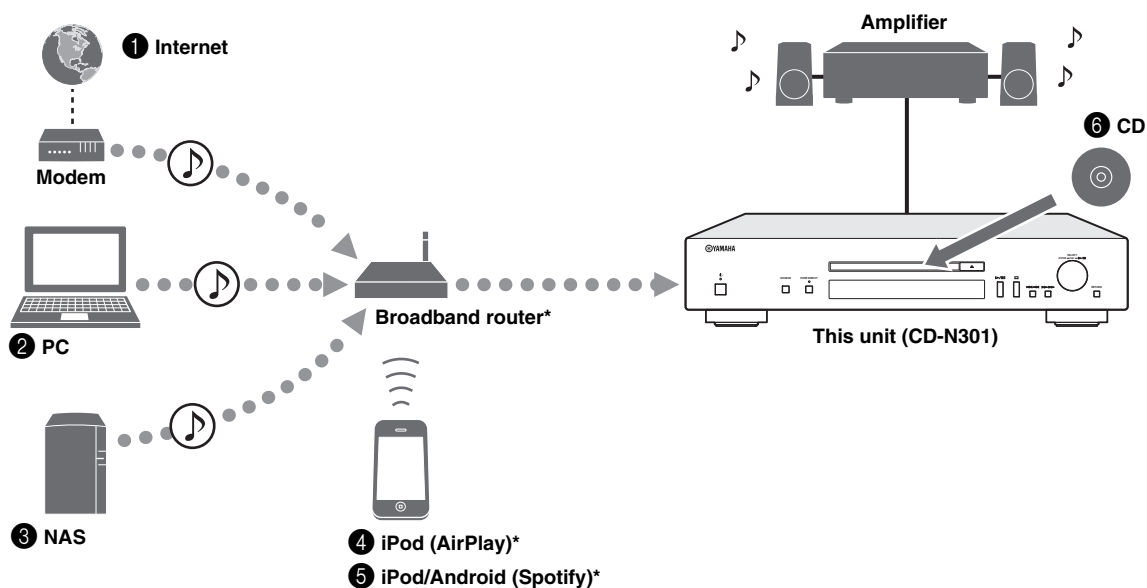 ❶ Internet
Modem
❷ PC
❸ NAS
Broadband router*
❹ iPod (AirPlay)*
❺ iPod/Android (Spotify)*
Amplifier
❻ CD
YAMAHA
This unit (CD-N301)